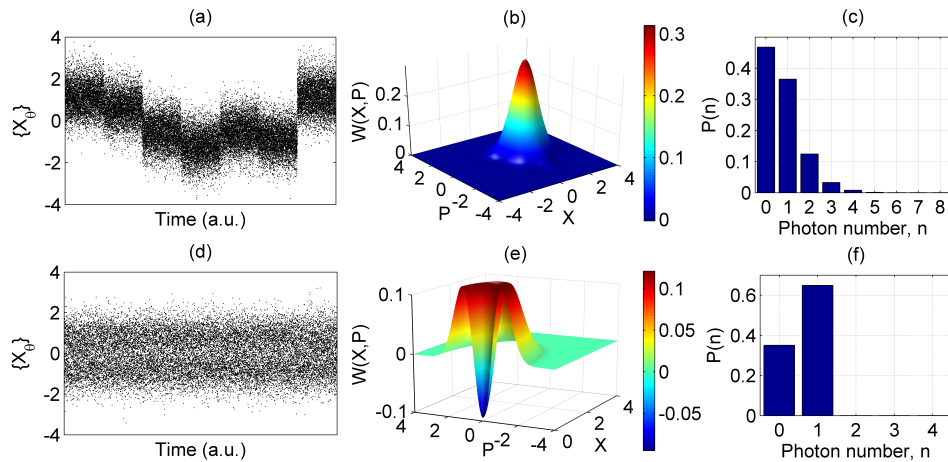 (a)
4
2
0
-2
-4
{X_θ}
Time (a.u.)
(b)
0.2
0.1
0
W(X,P)
4
2
0
-2
-4
P
-4
-2
0
2
4
X
0.3
0.2
0.1
0
(c)
0.4
0.3
0.2
0.1
0
P(n)
0 1 2 3 4 5 6 7 8
Photon number, n
(d)
4
2
0
-2
-4
{X_θ}
Time (a.u.)
(e)
0.1
0
-0.1
W(X,P)
4
2
0
-2
-4
P
0
2
4
X
0.1
0.05
0
-0.05
(f)
0.6
0.4
0.2
0
P(n)
0 1 2 3 4
Photon number, n